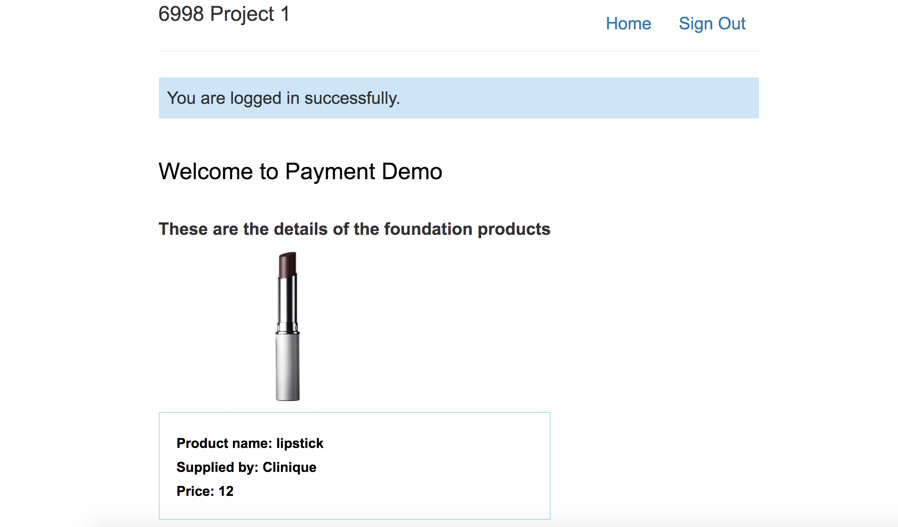 6998 Project 1
Home Sign Out
You are logged in successfully.
Welcome to Payment Demo
These are the details of the foundation products
Product name: lipstick
Supplied by: Clinique
Price: 12